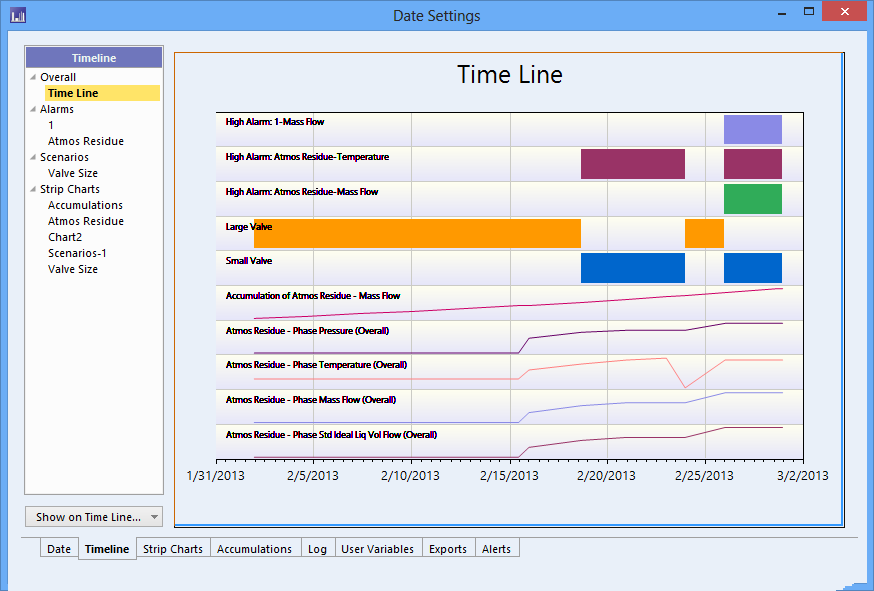 Date Settings
Timeline
Overall
Time Line
Alarms
1
Atmos Residue
Scenarios
Valve Size
Strip Charts
Accumulations
Atmos Residue
Chart2
Scenarios-1
Valve Size
Show on Time Line...
Time Line
High Alarm: 1-Mass Flow
High Alarm: Atmos Residue-Temperature
High Alarm: Atmos Residue-Mass Flow
Large Valve
Small Valve
Accumulation of Atmos Residue - Mass Flow
Atmos Residue - Phase Pressure (Overall)
Atmos Residue - Phase Temperature (Overall)
Atmos Residue - Phase Mass Flow (Overall)
Atmos Residue - Phase Std Ideal Liq Vol Flow (Overall)
1/31/2013 2/5/2013 2/10/2013 2/15/2013 2/20/2013 2/25/2013 3/2/2013
Date Timeline Strip Charts Accumulations Log User Variables Exports Alerts